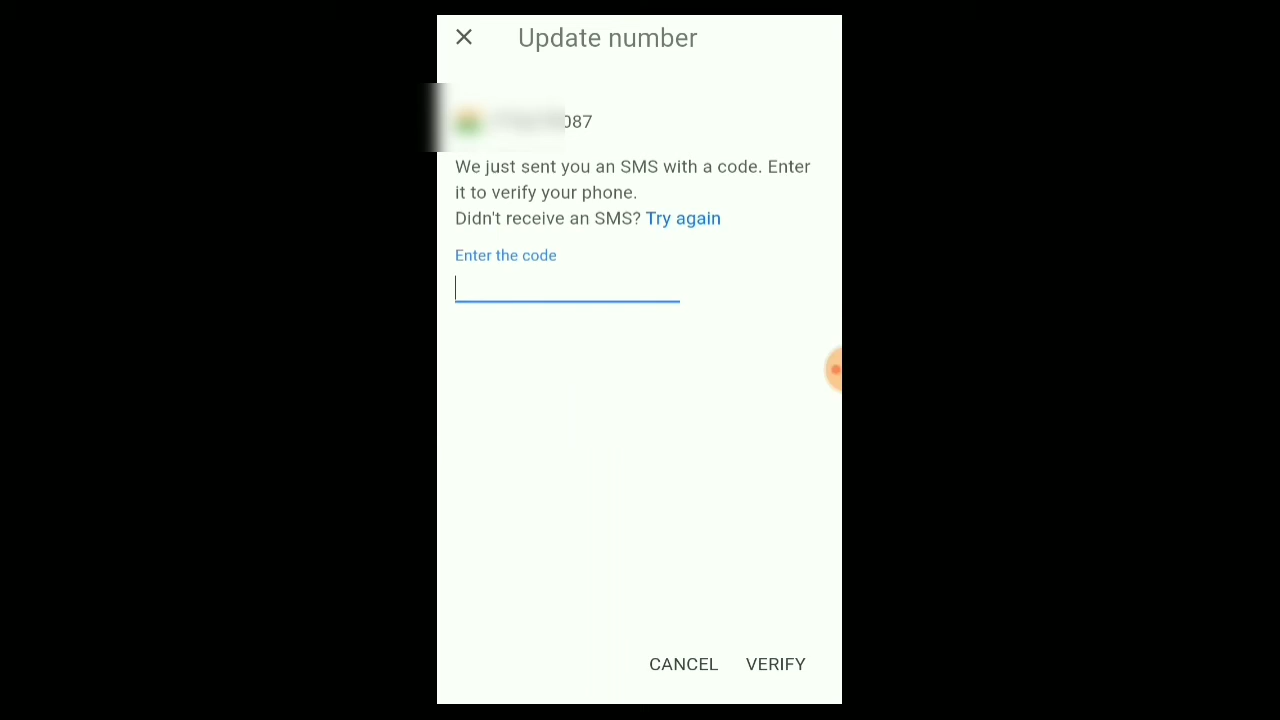 Update number
087
We just sent you an SMS with a code. Enter
it to verify your phone.
Didn't receive an SMS? Try again
Enter the code
CANCEL VERIFY